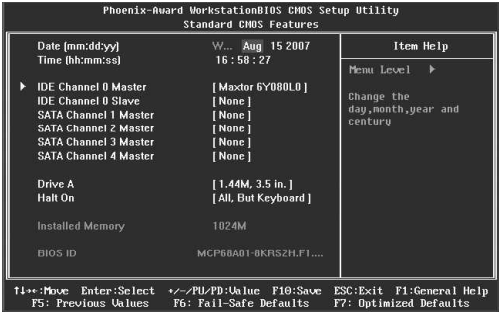 Phoenix-Award WorkstationBIOS CMOS Setup Utility
Standard CMOS Features
Date (mm:dd:yy) W... Aug 15 2007
Time (hh:mm:ss) 16 : 58 : 27
IDE Channel 0 Master [ Maxtor 6Y080L0 ]
IDE Channel 0 Slave [ None ]
SATA Channel 1 Master [ None ]
SATA Channel 2 Master [ None ]
SATA Channel 3 Master [ None ]
SATA Channel 4 Master [ None ]
Drive A [ 1.44M, 3.5 in. ]
Halt On [ All, But Keyboard ]
Installed Memory 1024M
BIOS ID MCP68A01-8KRS2H.F1....
Item Help
Menu Level ▶
Change the
day,month,year and
century
↑↓→←:Move Enter:Select +/-/PU/PD:Value F10:Save ESC:Exit F1:General Help
F5: Previous Values F6: Fail-Safe Defaults F7: Optimized Defaults